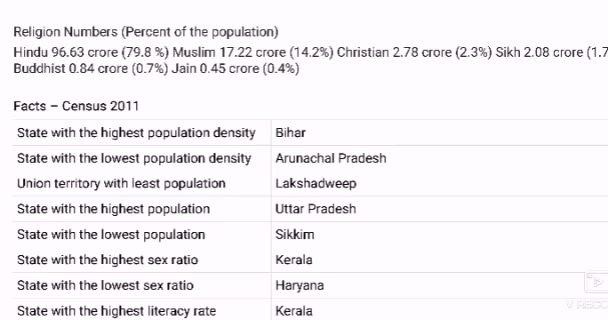 Religion Numbers (Percent of the population)
Hindu 96.63 crore (79.8 %) Muslim 17.22 crore (14.2%) Christian 2.78 crore (2.3%) Sikh 2.08 crore (1.7
Buddhist 0.84 crore (0.7%) Jain 0.45 crore (0.4%)
Facts – Census 2011
State with the highest population density Bihar
State with the lowest population density Arunachal Pradesh
Union territory with least population Lakshadweep
State with the highest population Uttar Pradesh
State with the lowest population Sikkim
State with the highest sex ratio Kerala
State with the lowest sex ratio Haryana
State with the highest literacy rate Kerala